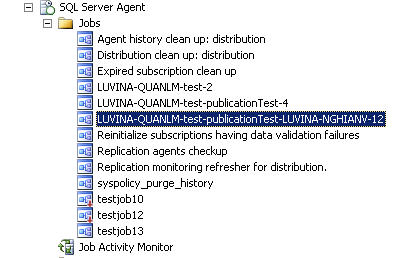 SQL Server Agent
Jobs
Agent history clean up: distribution
Distribution clean up: distribution
Expired subscription clean up
LUVINA-QUANLM-test-2
LUVINA-QUANLM-test-publicationTest-4
LUVINA-QUANLM-test-publicationTest-LUVINA-NGHIANV-12
Reinitialize subscriptions having data validation failures
Replication agents checkup
Replication monitoring refresher for distribution.
syspolicy_purge_history
testjob10
testjob12
testjob13
Job Activity Monitor